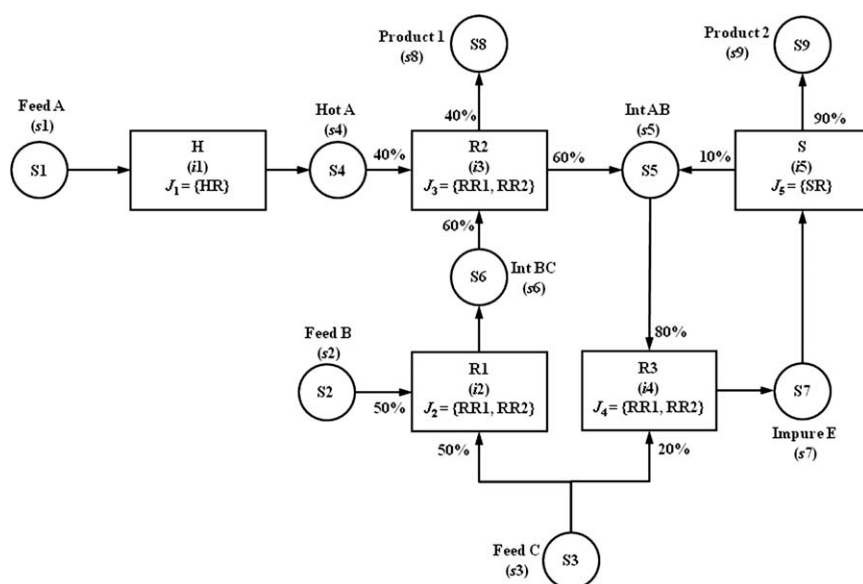 Product 1
(s8)
S8
Product 2
(s9)
S9
40%
90%
Feed A
(s1)
S1
H
(i1)
J1 = {HR}
Hot A
(s4)
S4
40%
R2
(i3)
J3 = {RR1, RR2}
60%
Int AB
(s5)
S5
10%
S
(i5)
J5 = {SR}
60%
S6
Int BC
(s6)
80%
Feed B
(s2)
S2
50%
R1
(i2)
J2 = {RR1, RR2}
R3
(i4)
J4 = {RR1, RR2}
S7
Impure E
(s7)
50%
20%
Feed C
(s3)
S3